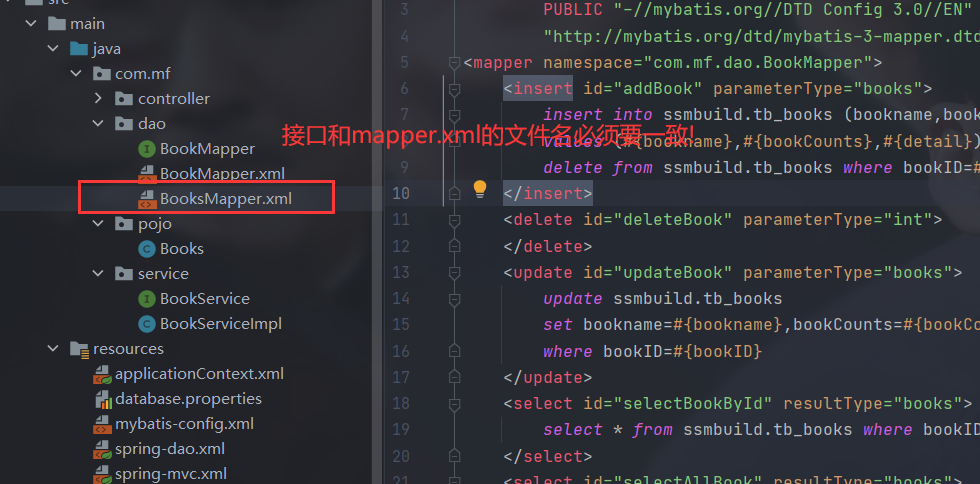 src
main
java
com.mf
controller
dao
BookMapper
BookMapper.xml
BooksMapper.xml
pojo
Books
service
BookService
BookServiceImpl
resources
applicationContext.xml
database.properties
mybatis-config.xml
spring-dao.xml
spring-mvc.xml
接口和mapper.xml的文件名必须要一致!
3 PUBLIC "-//mybatis.org//DTD Config 3.0//EN"
4 "http://mybatis.org/dtd/mybatis-3-mapper.dtd
5 <mapper namespace="com.mf.dao.BookMapper">
6 <insert id="addBook" parameterType="books">
7 insert into ssmbuild.tb_books (bookname,book
8 values (#{bookname},#{bookCounts},#{detail})
9 delete from ssmbuild.tb_books where bookID=#
10 </insert>
11 <delete id="deleteBook" parameterType="int">
12 </delete>
13 <update id="updateBook" parameterType="books">
14 update ssmbuild.tb_books
15 set bookname=#{bookname},bookCounts=#{bookCo
16 where bookID=#{bookID}
17 </update>
18 <select id="selectBookById" resultType="books">
19 select * from ssmbuild.tb_books where bookID
20 </select>
21 <select id="selectAllBook" resultType="books">